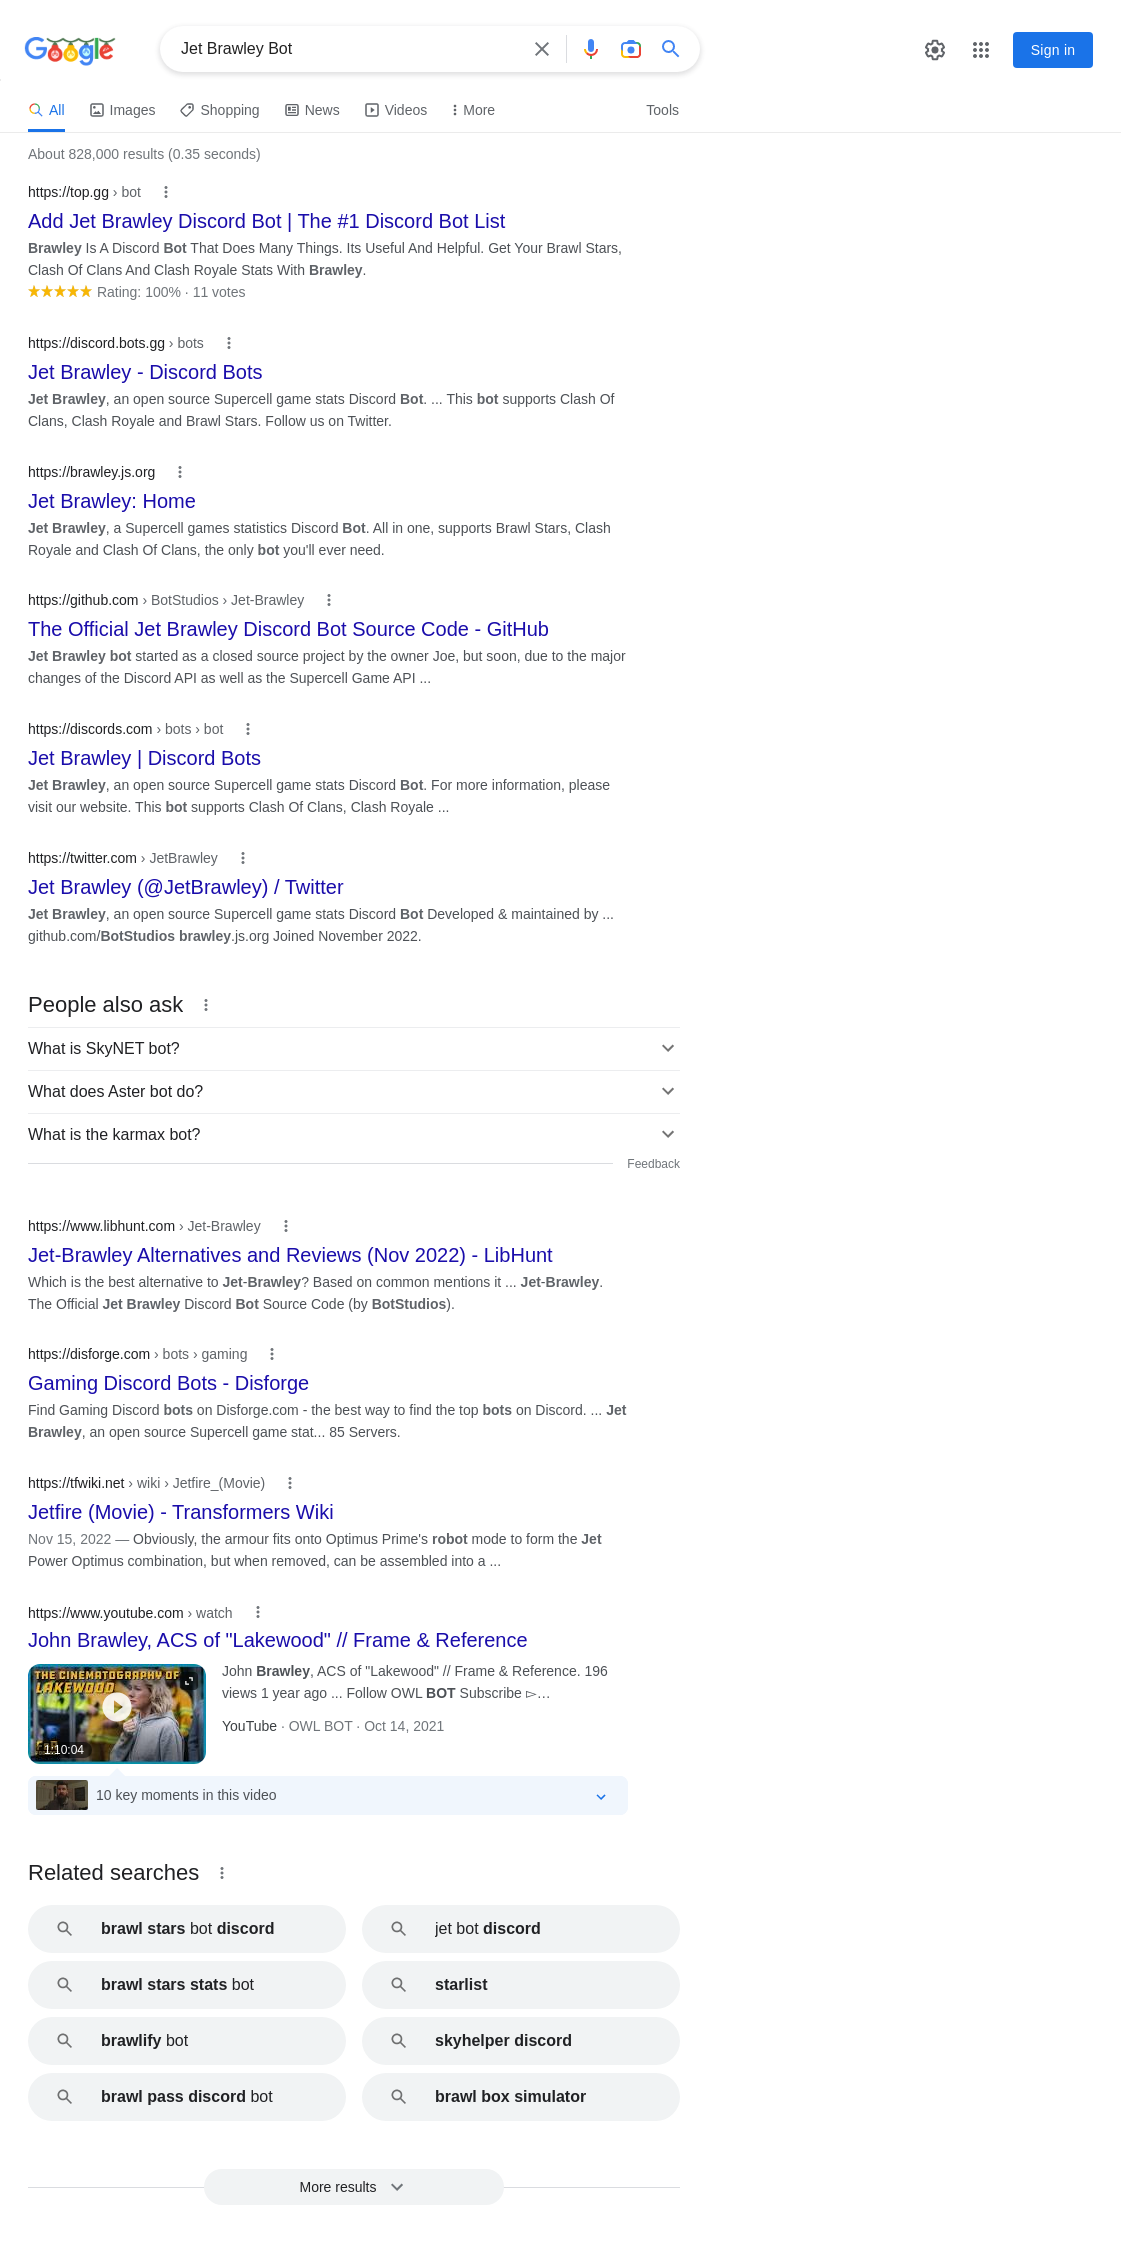 Google
Jet Brawley Bot
Sign in
All
Images
Shopping
News
Videos
More
Tools
About 828,000 results (0.35 seconds)
https://top.gg › bot
Add Jet Brawley Discord Bot | The #1 Discord Bot List
Brawley Is A Discord Bot That Does Many Things. Its Useful And Helpful. Get Your Brawl Stars,
Clash Of Clans And Clash Royale Stats With Brawley.
Rating: 100% · 11 votes
https://discord.bots.gg › bots
Jet Brawley - Discord Bots
Jet Brawley, an open source Supercell game stats Discord Bot. ... This bot supports Clash Of
Clans, Clash Royale and Brawl Stars. Follow us on Twitter.
https://brawley.js.org
Jet Brawley: Home
Jet Brawley, a Supercell games statistics Discord Bot. All in one, supports Brawl Stars, Clash
Royale and Clash Of Clans, the only bot you'll ever need.
https://github.com › BotStudios › Jet-Brawley
The Official Jet Brawley Discord Bot Source Code - GitHub
Jet Brawley bot started as a closed source project by the owner Joe, but soon, due to the major
changes of the Discord API as well as the Supercell Game API ...
https://discords.com › bots › bot
Jet Brawley | Discord Bots
Jet Brawley, an open source Supercell game stats Discord Bot. For more information, please
visit our website. This bot supports Clash Of Clans, Clash Royale ...
https://twitter.com › JetBrawley
Jet Brawley (@JetBrawley) / Twitter
Jet Brawley, an open source Supercell game stats Discord Bot Developed & maintained by ...
github.com/BotStudios brawley.js.org Joined November 2022.
People also ask
What is SkyNET bot?
What does Aster bot do?
What is the karmax bot?
Feedback
https://www.libhunt.com › Jet-Brawley
Jet-Brawley Alternatives and Reviews (Nov 2022) - LibHunt
Which is the best alternative to Jet-Brawley? Based on common mentions it ... Jet-Brawley.
The Official Jet Brawley Discord Bot Source Code (by BotStudios).
https://disforge.com › bots › gaming
Gaming Discord Bots - Disforge
Find Gaming Discord bots on Disforge.com - the best way to find the top bots on Discord. ... Jet
Brawley, an open source Supercell game stat... 85 Servers.
https://tfwiki.net › wiki › Jetfire_(Movie)
Jetfire (Movie) - Transformers Wiki
Nov 15, 2022 — Obviously, the armour fits onto Optimus Prime's robot mode to form the Jet
Power Optimus combination, but when removed, can be assembled into a ...
https://www.youtube.com › watch
John Brawley, ACS of "Lakewood" // Frame & Reference
THE CINEMATOGRAPHY OF
LAKEWOOD
1:10:04
John Brawley, ACS of "Lakewood" // Frame & Reference. 196
views 1 year ago ... Follow OWL BOT Subscribe ▻…
YouTube · OWL BOT · Oct 14, 2021
10 key moments in this video
Related searches
brawl stars bot discord
jet bot discord
brawl stars stats bot
starlist
brawlify bot
skyhelper discord
brawl pass discord bot
brawl box simulator
More results